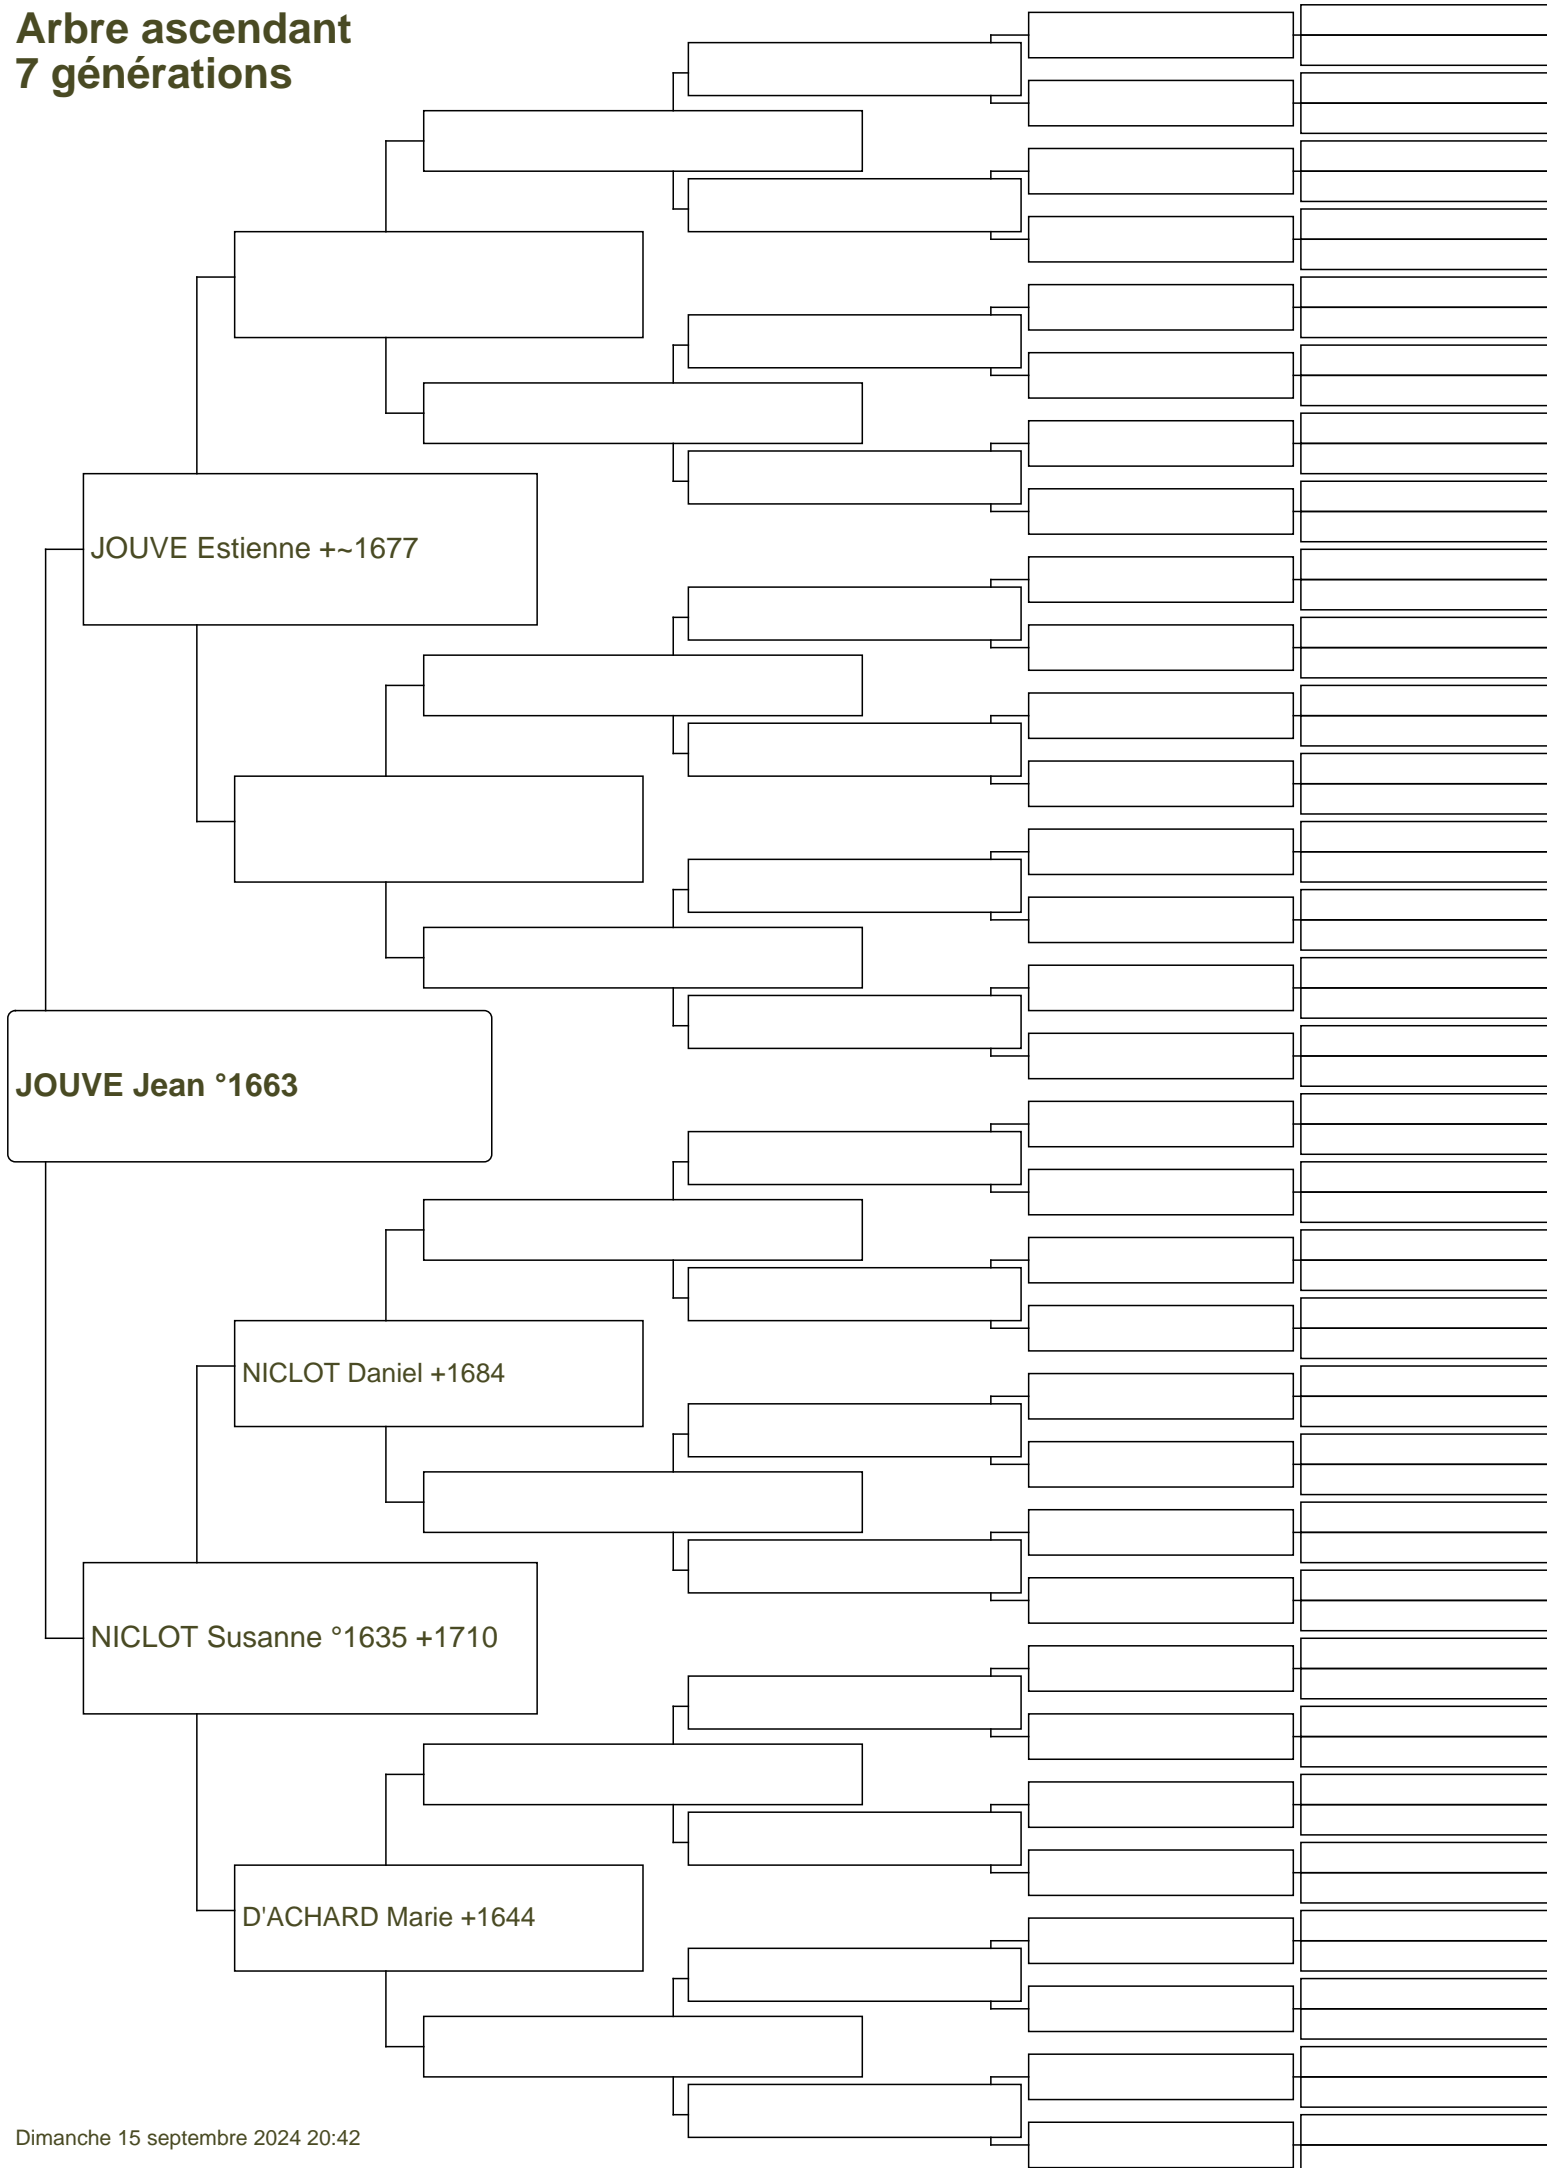 Arbre ascendant
7 générations
JOUVE Estienne +~1677
JOUVE Jean °1663
NICLOT Daniel +1684
NICLOT Susanne °1635 +1710
D'ACHARD Marie +1644
Dimanche 15 septembre 2024 20:42